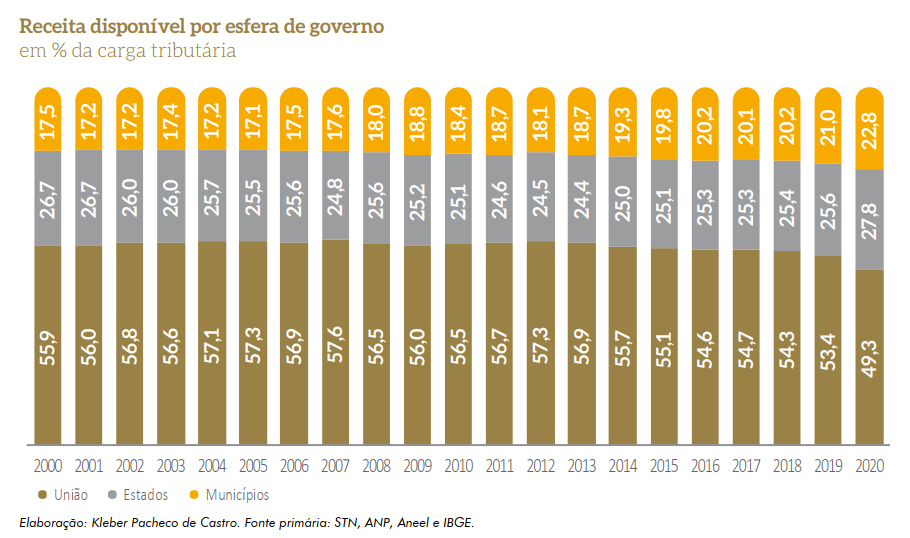 Receita disponível por esfera de governo
em % da carga tributária
17,5 17,2 17,2 17,4 17,2 17,1 17,5 17,6 18,0 18,8 18,4 18,7 18,1 18,7 19,3 19,8 20,2 20,1 20,2 21,0 22,8
26,7 26,7 26,0 26,0 25,7 25,5 25,6 24,8 25,6 25,2 25,1 24,6 24,5 24,4 25,0 25,1 25,3 25,3 25,4 25,6 27,8
55,9 56,0 56,8 56,6 57,1 57,3 56,9 57,6 56,5 56,0 56,5 56,7 57,3 56,9 55,7 55,1 54,6 54,7 54,3 53,4 49,3
2000 2001 2002 2003 2004 2005 2006 2007 2008 2009 2010 2011 2012 2013 2014 2015 2016 2017 2018 2019 2020
União Estados Municípios
Elaboração: Kleber Pacheco de Castro. Fonte primária: STN, ANP, Aneel e IBGE.